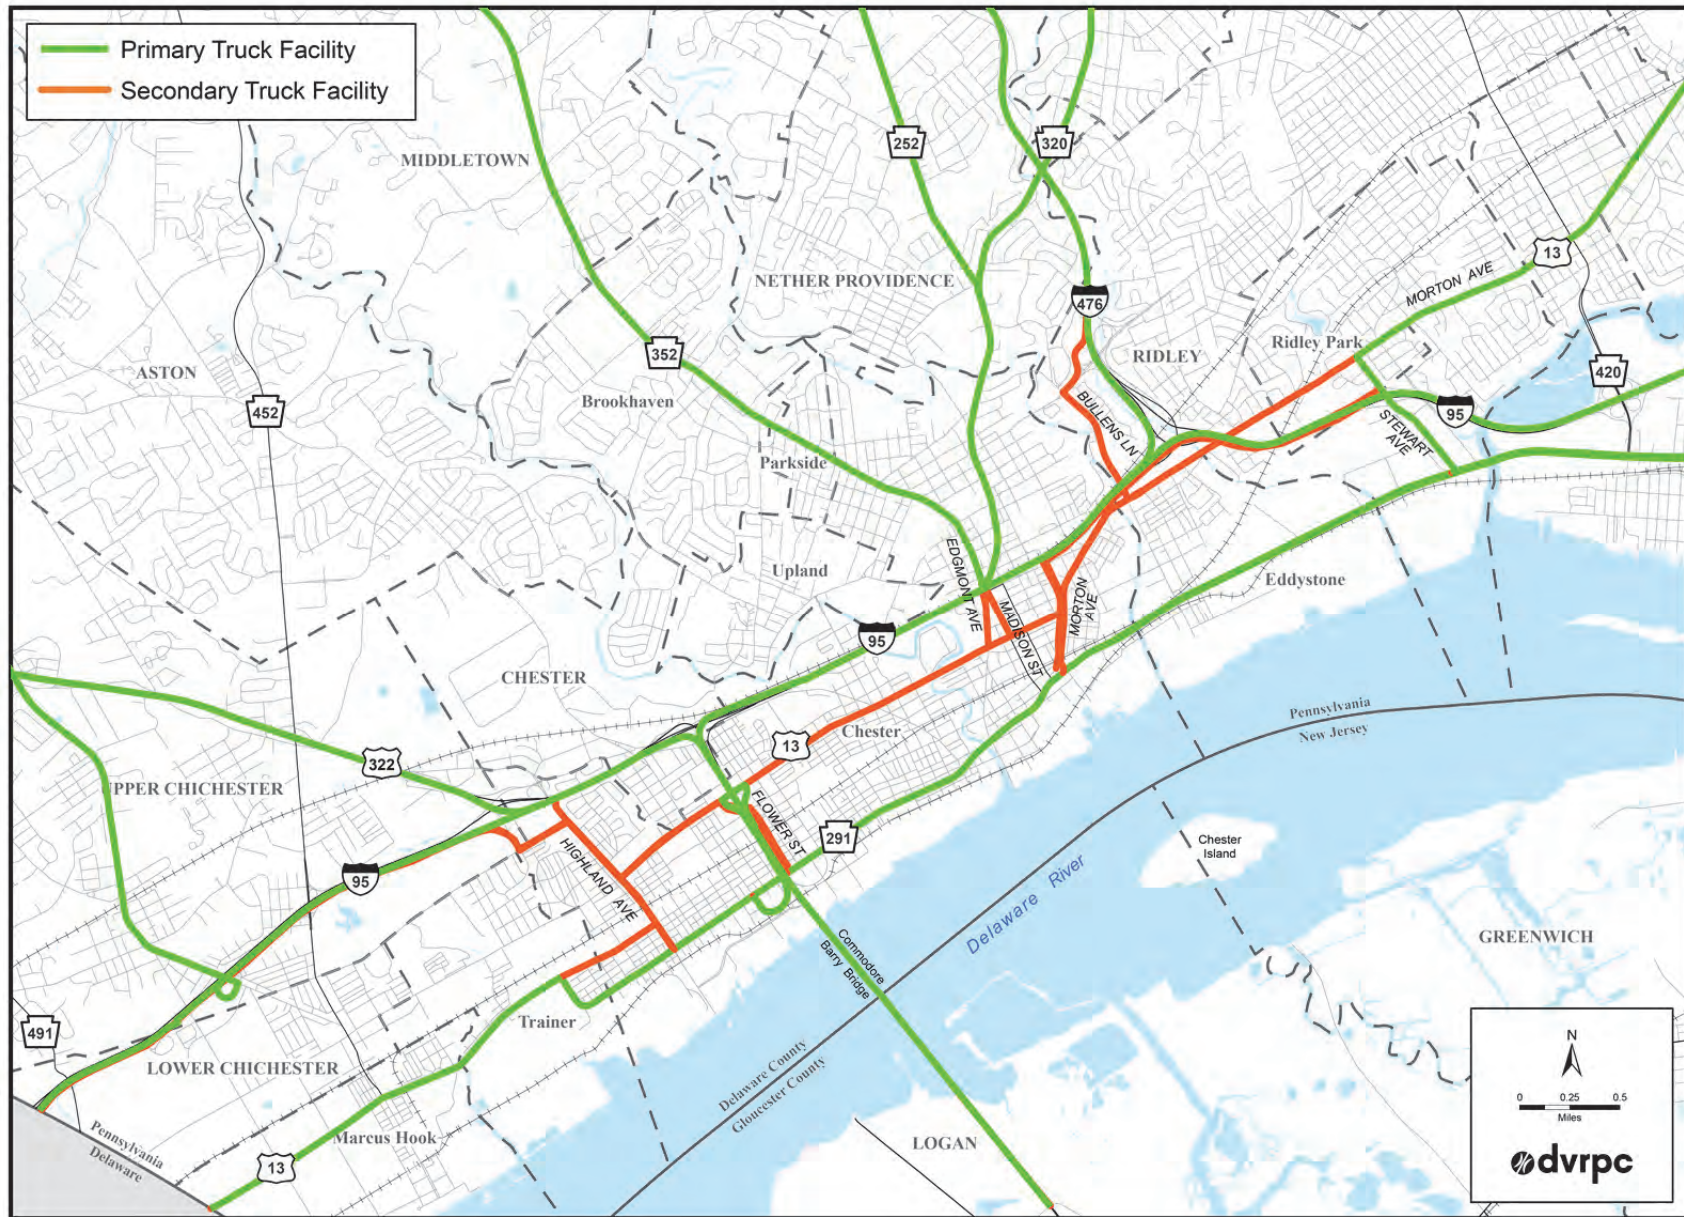 Primary Truck Facility
Secondary Truck Facility
MIDDLETOWN
252
320
NETHER PROVIDENCE
13
MORTON AVE
476
RIDLEY
Ridley Park
352
ASTON
452
Brookhaven
BULLENS LN
420
95
STEWART
AVE
Parkside
Upland
EDGMONT AVE
MADISON ST
MORTON
AVE
Eddystone
95
CHESTER
Pennsylvania
New Jersey
Chester
13
322
UPPER CHICHESTER
FLOWER ST
291
Chester
Island
HIGHLAND AVE
95
Delaware River
Commodore
Barry Bridge
GREENWICH
491
Trainer
LOWER CHICHESTER
Delaware County
Gloucester County
Pennsylvania
Delaware
Marcus Hook
13
LOGAN
N
0 0.25 0.5
Miles
dvrpc